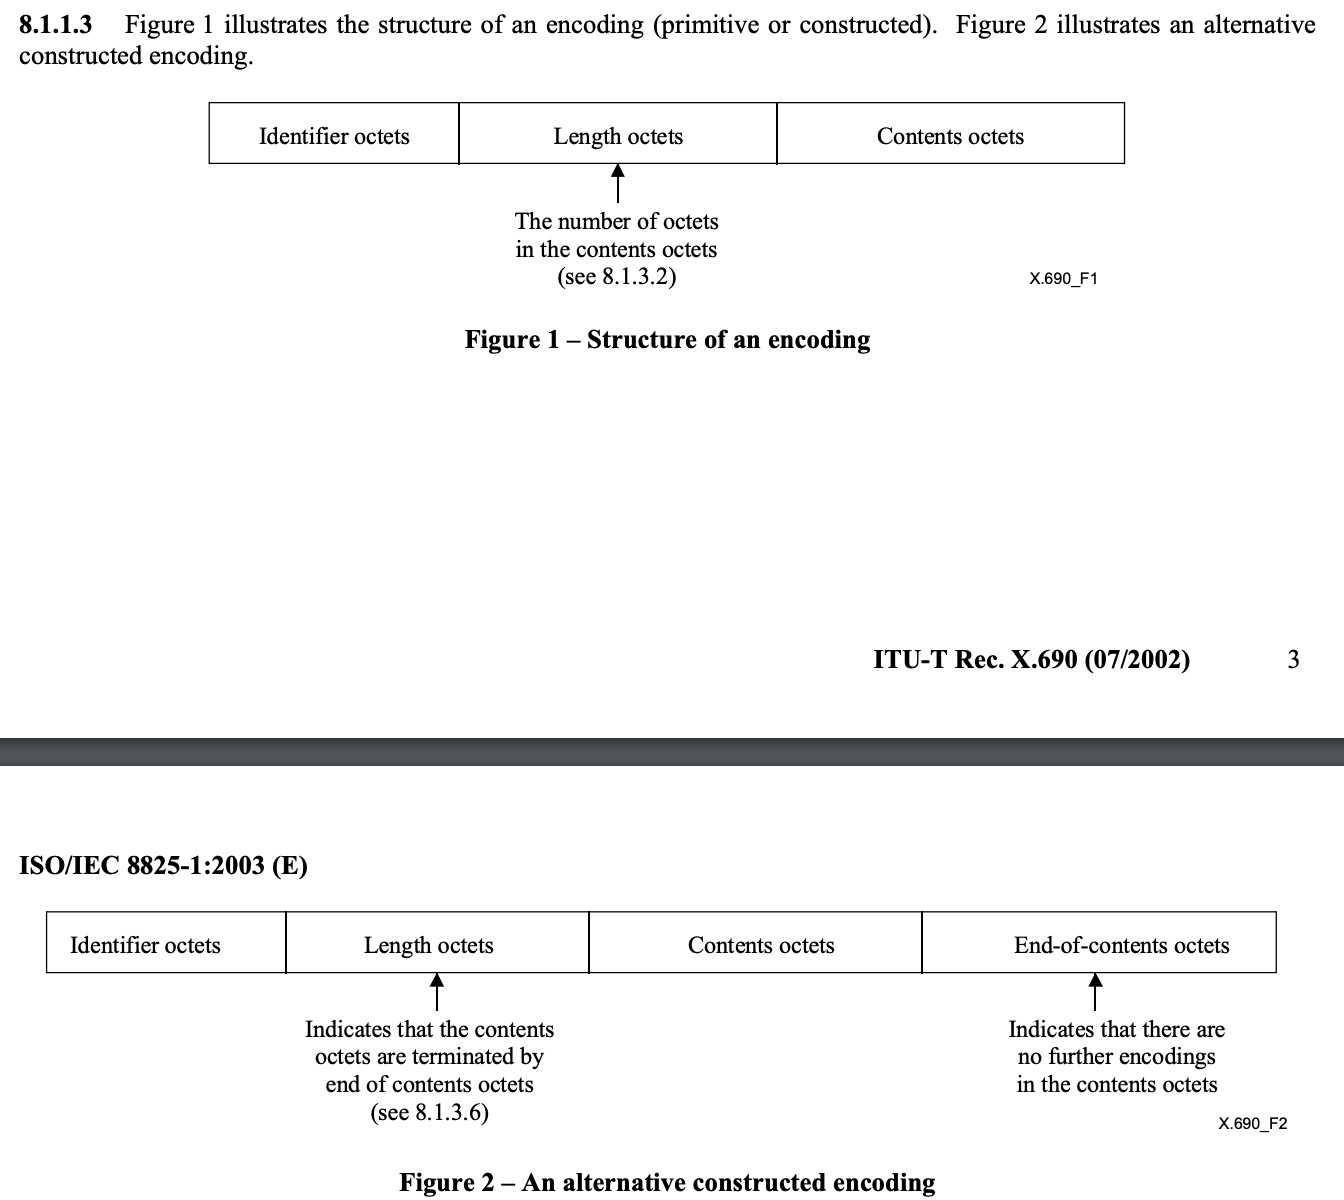 8.1.1.3 Figure 1 illustrates the structure of an encoding (primitive or constructed). Figure 2 illustrates an alternative
constructed encoding.
Identifier octets
Length octets
Contents octets
The number of octets
in the contents octets
(see 8.1.3.2)
X.690_F1
Figure 1 – Structure of an encoding
ITU-T Rec. X.690 (07/2002) 3
ISO/IEC 8825-1:2003 (E)
Identifier octets
Length octets
Contents octets
End-of-contents octets
Indicates that the contents
octets are terminated by
end of contents octets
(see 8.1.3.6)
Indicates that there are
no further encodings
in the contents octets
X.690_F2
Figure 2 – An alternative constructed encoding